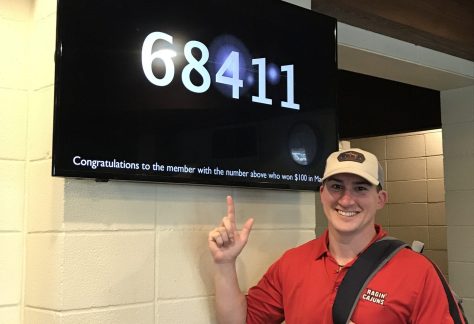 68411
Congratulations to the member with the number above who won $100 in
RAGIN'
CAJUNS